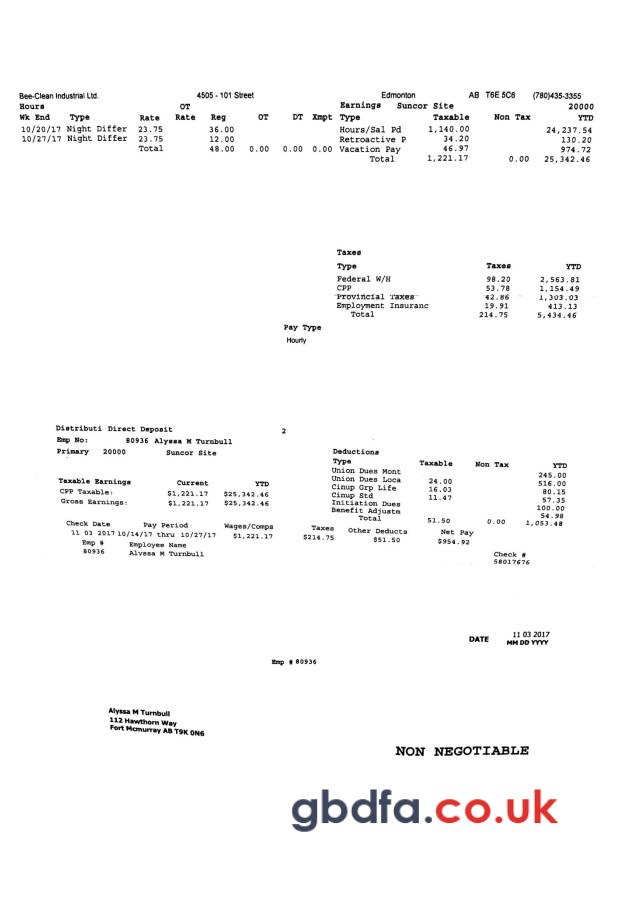 Bee-Clean Industrial Ltd. 4505 - 101 Street Edmonton AB T6E 5C6 (780)435-3355
Hours OT Earnings Suncor Site 20000
Wk End Type Rate Rate Reg OT DT Xmpt Type Taxable Non Tax YTD
10/20/17 Night Differ 23.75 36.00 Hours/Sal Pd 1,140.00 24,237.54
10/27/17 Night Differ 23.75 12.00 Retroactive P 34.20 130.20
Total 48.00 0.00 0.00 0.00 Vacation Pay 46.97 974.72
Total 1,221.17 0.00 25,342.46
Taxes
Type Taxes YTD
Federal W/H 98.20 2,563.81
CPP 53.78 1,154.49
Provincial Taxes 42.86 1,303.03
Employment Insuranc 19.91 413.13
Total 214.75 5,434.46
Pay Type
Hourly
Distributi Direct Deposit 2
Emp No: 80936 Alyssa M Turnbull
Primary 20000 Suncor Site
Deductions
Type Taxable Non Tax YTD
Union Dues Mont 245.00
Union Dues Loca 24.00 516.00
Cinup Grp Life 16.03 80.15
Cinup Std 11.47 57.35
Initiation Dues 100.00
Benefit Adjustm 54.98
Total 51.50 0.00 1,053.48
Taxable Earnings Current YTD
CPP Taxable: $1,221.17 $25,342.46
Gross Earnings: $1,221.17 $25,342.46
Check Date Pay Period Wages/Comps Taxes Other Deducts Net Pay
11 03 2017 10/14/17 thru 10/27/17 $1,221.17 $214.75 $51.50 $954.92
Emp # Employee Name Check #
80936 Alyssa M Turnbull 58017676
DATE 11 03 2017
MM DD YYYY
Emp # 80936
Alyssa M Turnbull
112 Hawthorn Way
Fort Mcmurray AB T9K 0N6
NON NEGOTIABLE
gbdfa.co.uk